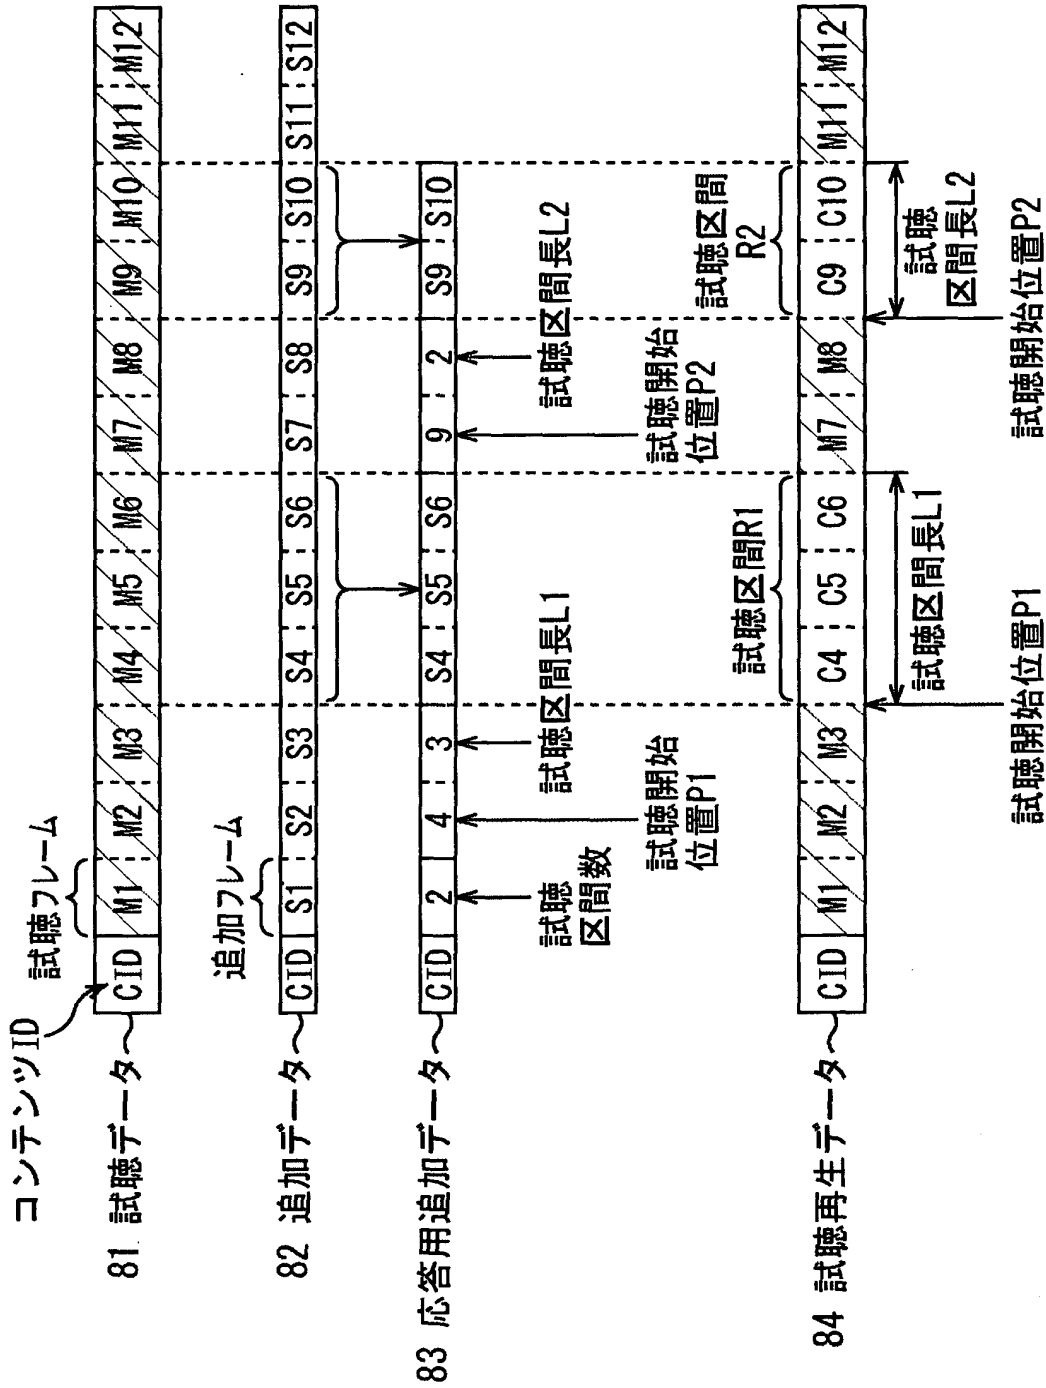 コンテンツID
試聴フレーム
81 試聴データ
CID M1 M2 M3 M4 M5 M6 M7 M8 M9 M10 M11 M12
追加フレーム
82 追加データ
CID S1 S2 S3 S4 S5 S6 S7 S8 S9 S10 S11 S12
83 応答用追加データ
CID 2 4 3 S4 S5 S6 9 2 S9 S10
試聴
区間数
試聴開始
位置P1
試聴区間長L1
試聴開始
位置P2
試聴区間長L2
試聴区間R1
試聴区間
R2
84 試聴再生データ
CID M1 M2 M3 C4 C5 C6 M7 M8 C9 C10 M11 M12
試聴区間長L1
試聴
区間長L2
試聴開始位置P1
試聴開始位置P2